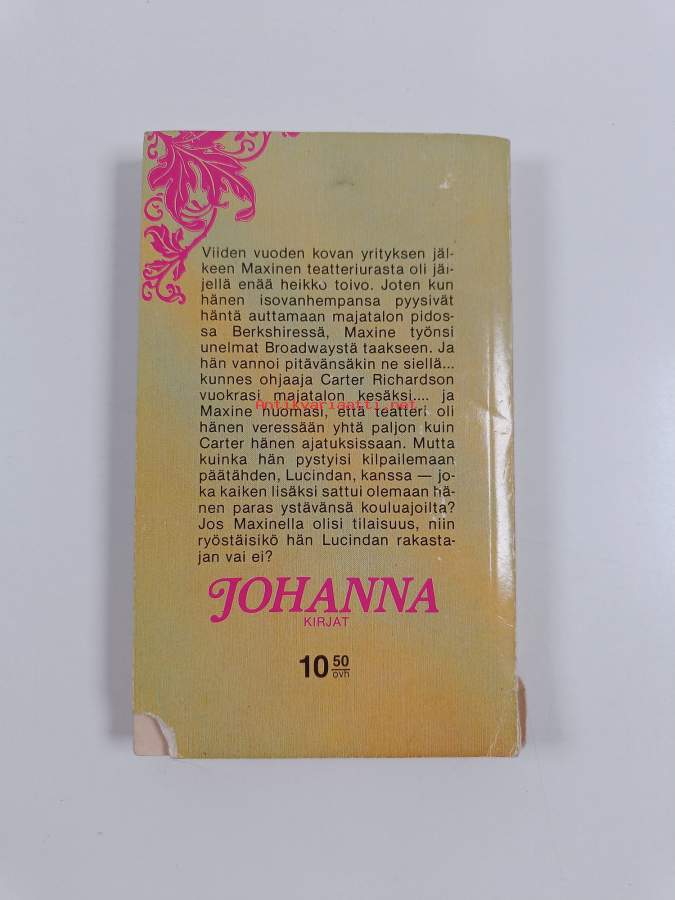 Viiden vuoden kovan yrityksen jäl-
keen Maxinen teatteriurasta oli jäl-
jellä enää heikko toivo. Joten kun
hänen isovanhempansa pyysivät
häntä auttamaan majatalon pidos-
sa Berkshiressä, Maxine työnsi
unelmat Broadwaystä taakseen. Ja
hän vannoi pitävänsäkin ne siellä...
kunnes ohjaaja Carter Richardson
vuokrasi majatalon kesäksi.... ja
Antikvariaatti.net
Maxine huomasi, että teatteri oli
hänen veressään yhtä paljon kuin
Carter hänen ajatuksissaan. Mutta
kuinka hän pystyisi kilpailemaan
päätähden, Lucindan, kanssa — jo-
ka kaiken lisäksi sattui olemaan hä-
nen paras ystävänsä kouluajoilta?
Jos Maxinella olisi tilaisuus, niin
ryöstäisikö hän Lucindan rakasta-
jan vai ei?
JOHANNA
KIRJAT
10 50
ovh